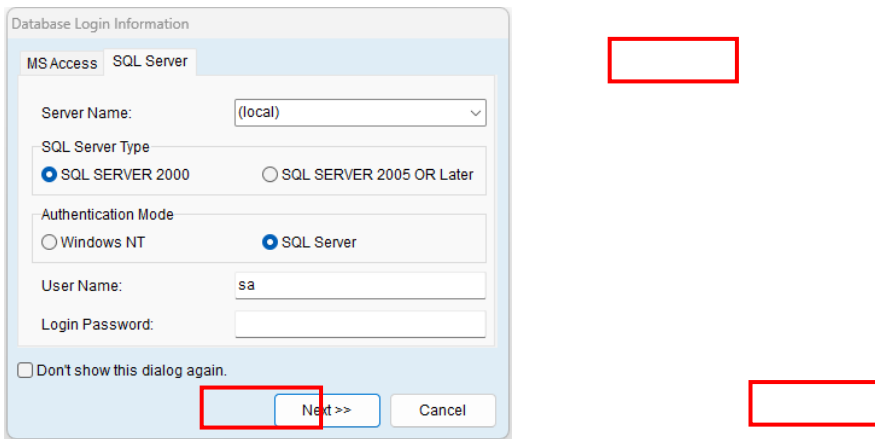 Database Login Information
MS Access SQL Server
Server Name: (local)
SQL Server Type
SQL SERVER 2000 SQL SERVER 2005 OR Later
Authentication Mode
Windows NT SQL Server
User Name: sa
Login Password:
Don't show this dialog again.
Next >> Cancel